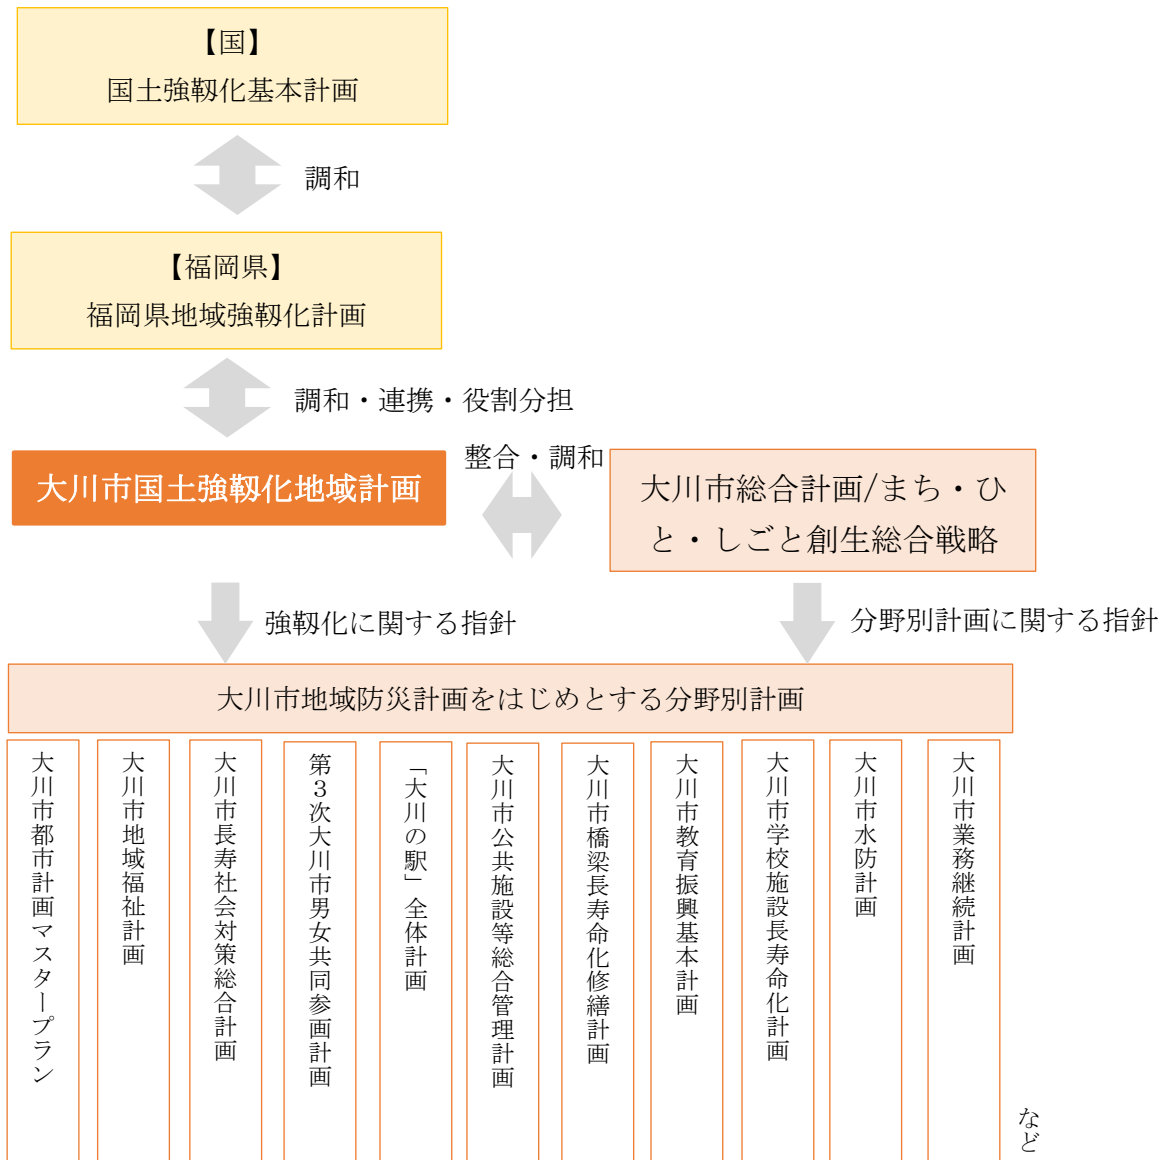 【国】
国土強靱化基本計画
調和
【福岡県】
福岡県地域強靱化計画
調和・連携・役割分担
整合・調和
大川市国土強靱化地域計画
大川市総合計画/まち・ひ
と・しごと創生総合戦略
強靱化に関する指針
分野別計画に関する指針
大川市地域防災計画をはじめとする分野別計画
大川市都市計画マスタープラン
大川市地域福祉計画
大川市長寿社会対策総合計画
第３次大川市男女共同参画計画
「大川の駅」全体計画
大川市公共施設等総合管理計画
大川市橋梁長寿命化修繕計画
大川市教育振興基本計画
大川市学校施設長寿命化計画
大川市水防計画
大川市業務継続計画
など